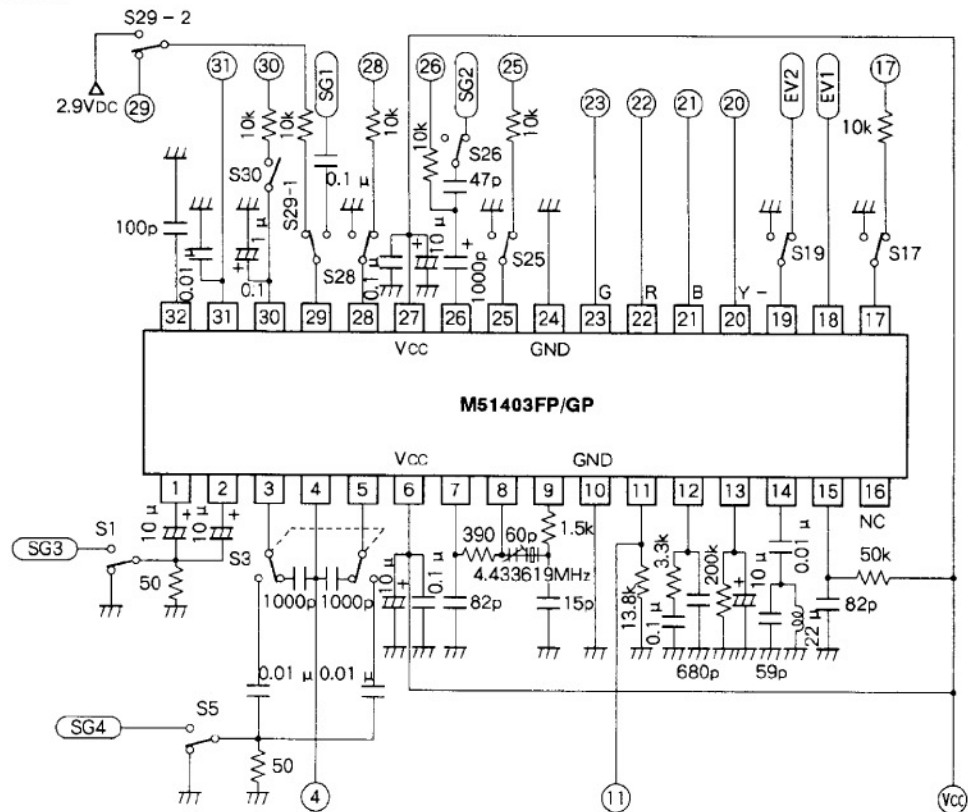 S29-2
31
30
SG1
28
26
SG2
25
23
22
21
20
EV2
EV1
17
2.9VDC
29
10k
10k
10k
10k
10k
10k
S30
S29-1
0.1 μ
S26
47p
100p
0.01 μ
1 μ
0.1
S28
0.1 μ
10 μ
1000p
S25
S19
S17
G
R
B
Y-
32
31
30
29
28
27
26
25
24
23
22
21
20
19
18
17
VCC
GND
M51403FP/GP
VCC
GND
1
2
3
4
5
6
7
8
9
10
11
12
13
14
15
16
NC
SG3
S1
10 μ
10 μ
S3
50
1000p
1000p
10 μ
0.1 μ
390
60p
1.5k
4.433619MHz
82p
15p
13.8k
3.3k
0.1 μ
680p
200k
10 μ
0.01 μ
59p
22 μ
82p
50k
0.01 μ
0.01 μ
SG4
S5
50
4
11
VCC